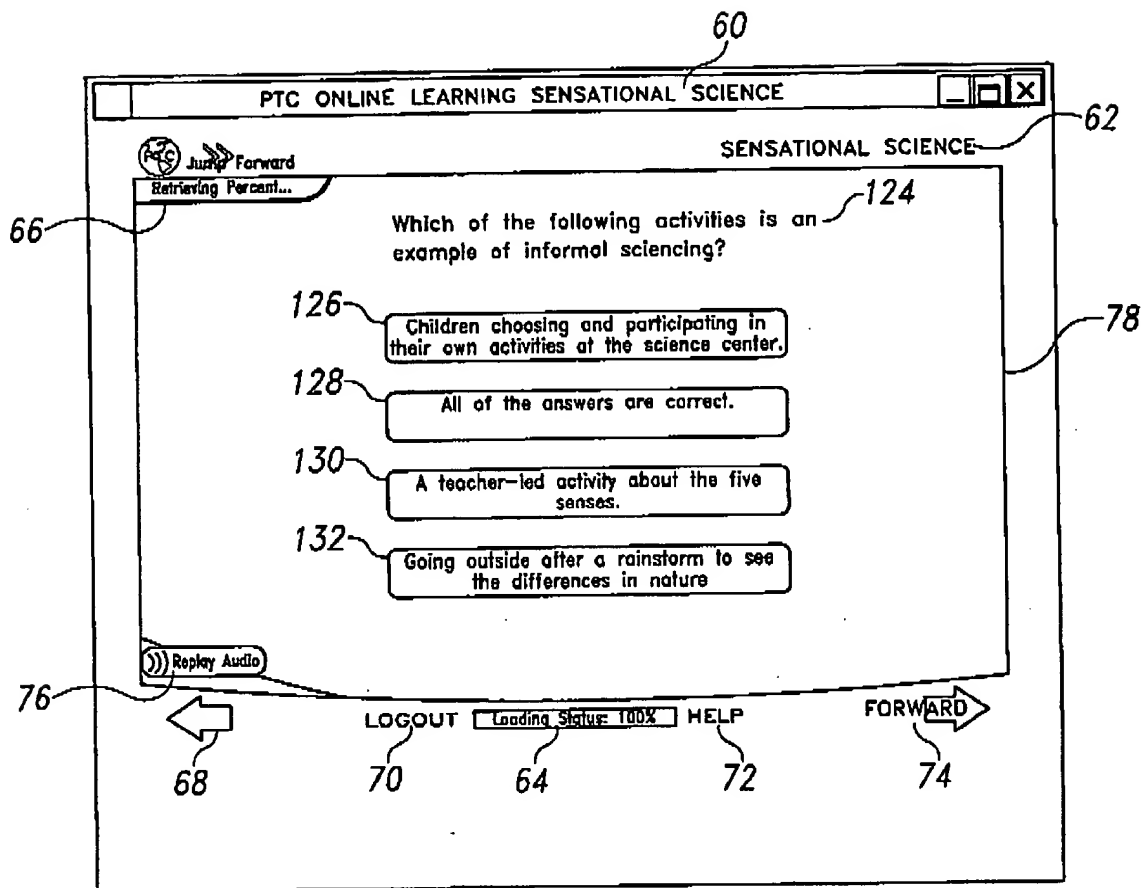 60
PTC ONLINE LEARNING SENSATIONAL SCIENCE
62
PTC Jump Forward
SENSATIONAL SCIENCE
Retrieving Percent...
66
124
Which of the following activities is an
example of informal sciencing?
126
Children choosing and participating in
their own activities at the science center.
78
128
All of the answers are correct.
130
A teacher-led activity about the five
senses.
132
Going outside after a rainstorm to see
the differences in nature
Replay Audio
76
LOGOUT Loading Status: 100% HELP FORWARD
68
70
64
72
74